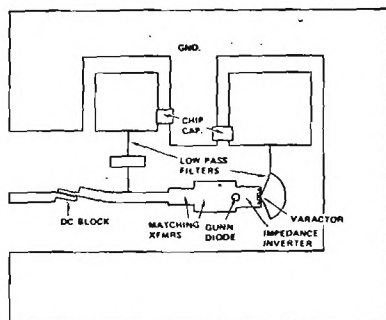 GND.
CHIP
CAP.
LOW PASS
FILTERS
DC BLOCK
MATCHING
XFMRS
GUNN
DIODE
VARACTOR
IMPEDANCE
INVERTER